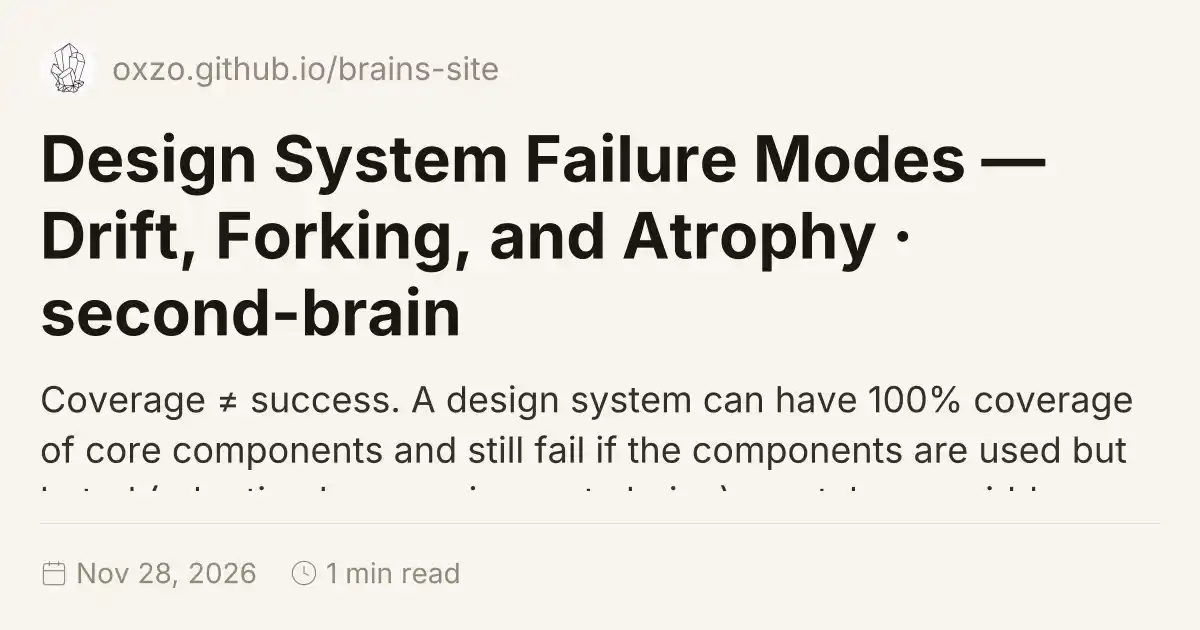 oxzo.github.io/brains-site
Design System Failure Modes —
Drift, Forking, and Atrophy ·
second-brain
Coverage ≠ success. A design system can have 100% coverage
of core components and still fail if the components are used but
Nov 28, 2026 1 min read